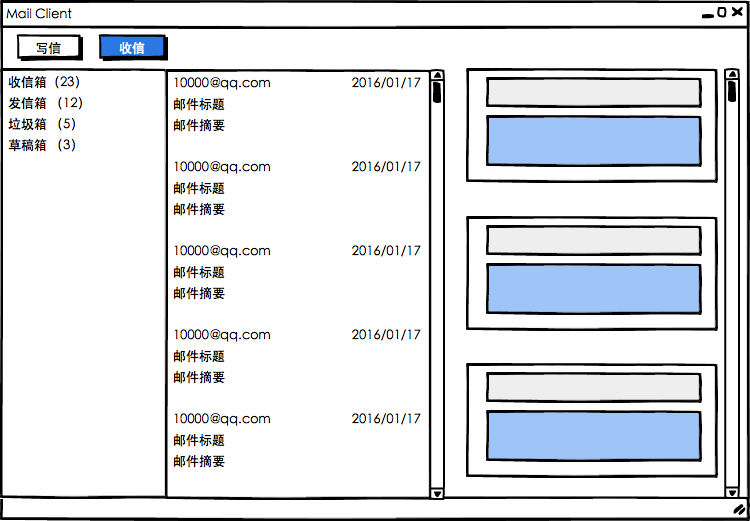 Mail Client
写信 收信
收信箱 (23)
发信箱 (12)
垃圾箱 (5)
草稿箱 (3)
10000@qq.com 2016/01/17
邮件标题
邮件摘要
10000@qq.com 2016/01/17
邮件标题
邮件摘要
10000@qq.com 2016/01/17
邮件标题
邮件摘要
10000@qq.com 2016/01/17
邮件标题
邮件摘要
10000@qq.com 2016/01/17
邮件标题
邮件摘要